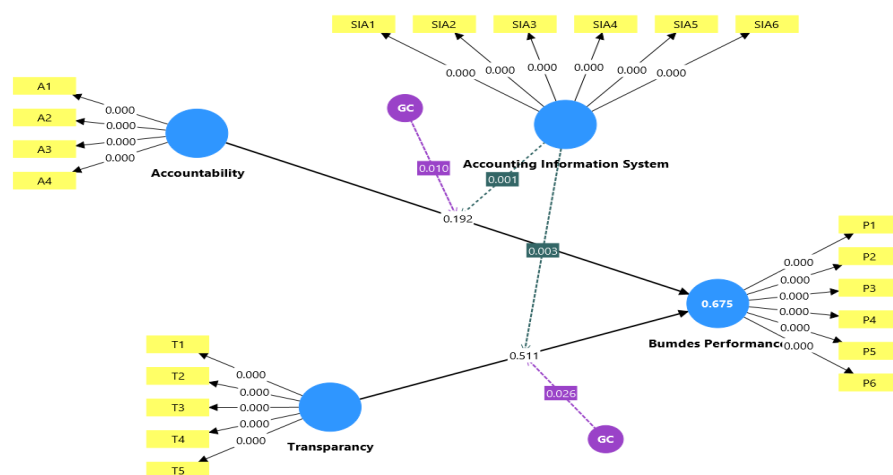 SIA1 SIA2 SIA3 SIA4 SIA5 SIA6
0.000 0.000 0.000 0.000 0.000 0.000
A1
A2
A3
A4
0.000
0.000
0.000
0.000
Accountability
GC
Accounting Information System
0.010
0.001
0.192
0.003
P1
P2
P3
P4
P5
P6
0.000
0.000
0.000
0.000
0.000
0.000
0.675
Bumdes Performance
T1
T2
T3
T4
T5
0.000
0.000
0.000
0.000
0.000
Transparancy
0.511
0.026
GC